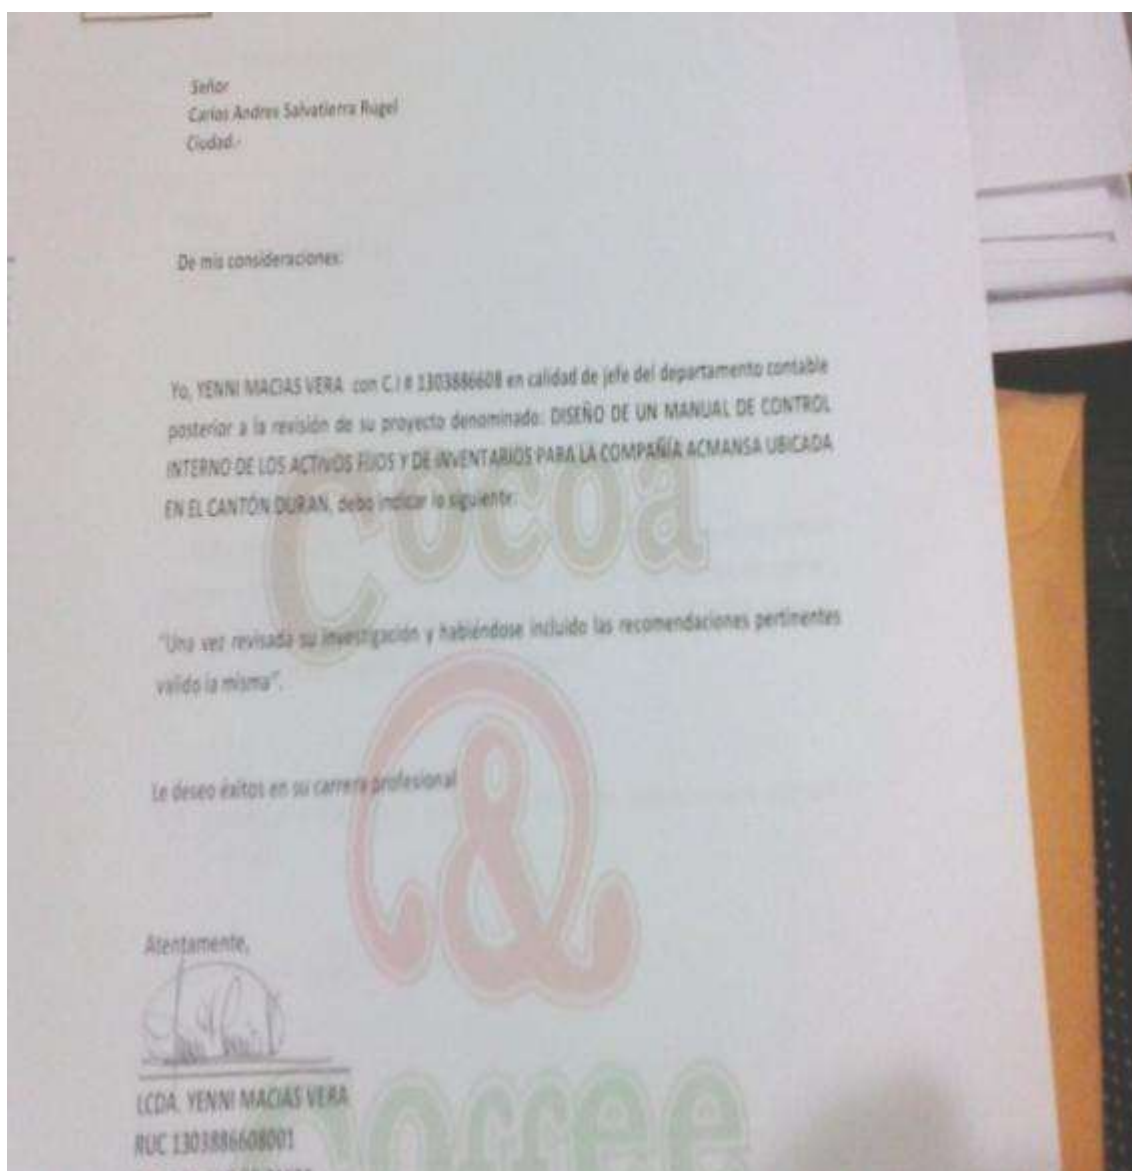 Señor
Carlos Andres Salvatierra Rugel
Ciudad.-
De mis consideraciones:
Yo, YENNI MACIAS VERA con C.I # 1303886608 en calidad de jefe del departamento contable
posterior a la revisión de su proyecto denominado: DISEÑO DE UN MANUAL DE CONTROL
INTERNO DE LOS ACTIVOS FIJOS Y DE INVENTARIOS PARA LA COMPAÑÍA ACMANSA UBICADA
EN EL CANTÓN DURAN, debo indicar lo siguiente:
Cocoa
"Una vez revisada su investigación y habiéndose incluido las recomendaciones pertinentes
valido la misma".
&
Le deseo éxitos en su carrera profesional
Atentamente,
LCDA. YENNI MACIAS VERA
RUC 1303886608001
Coffee